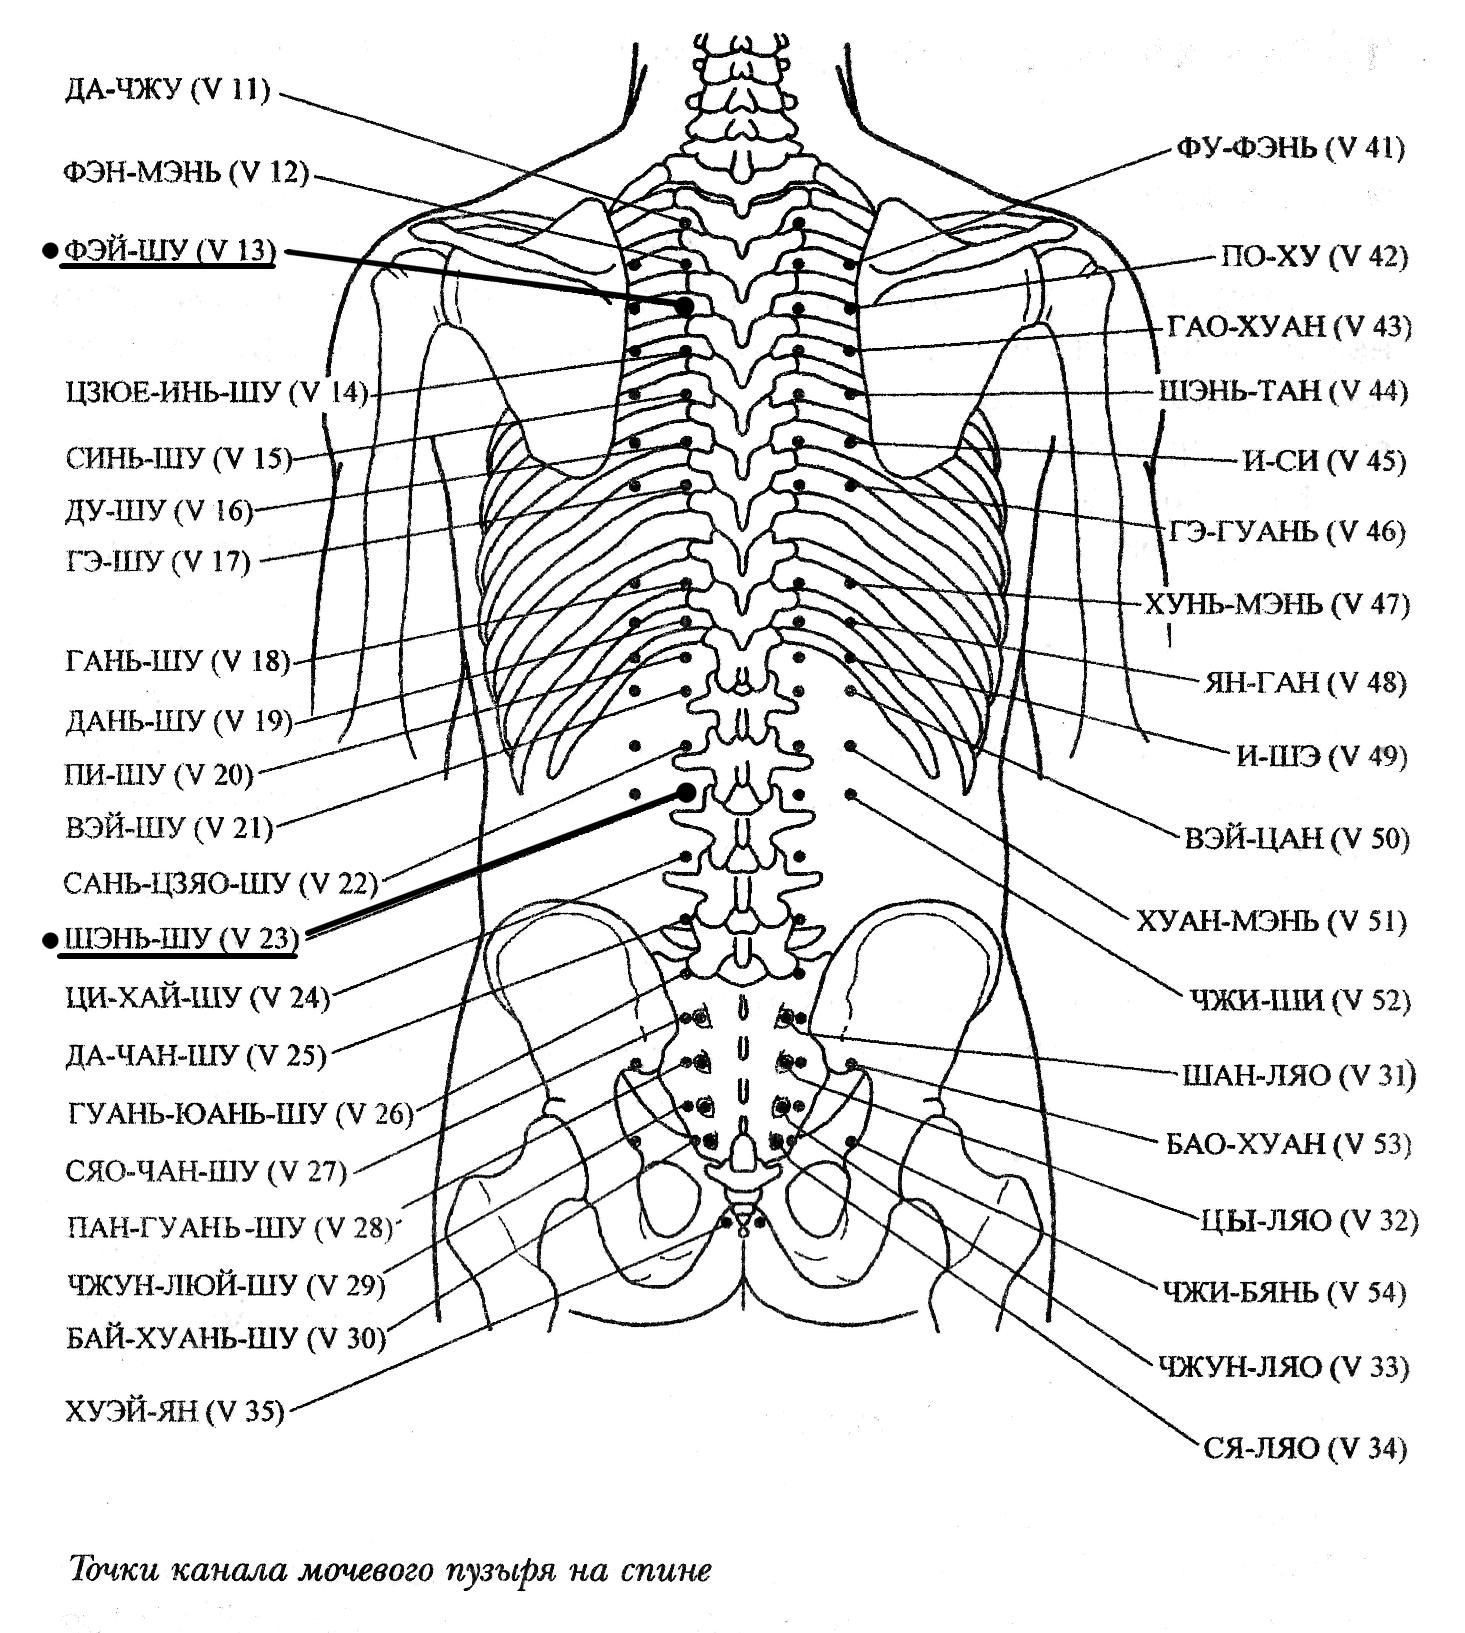 ДА-ЧЖУ (V 11)
ФЭН-МЭНЬ (V 12)
ФЭЙ-ШУ (V 13)
ЦЗЮЕ-ИНЬ-ШУ (V 14)
СИНЬ-ШУ (V 15)
ДУ-ШУ (V 16)
ГЭ-ШУ (V 17)
ГАНЬ-ШУ (V 18)
ДАНЬ-ШУ (V 19)
ПИ-ШУ (V 20)
ВЭЙ-ШУ (V 21)
САНЬ-ЦЗЯО-ШУ (V 22)
ШЭНЬ-ШУ (V 23)
ЦИ-ХАЙ-ШУ (V 24)
ДА-ЧАН-ШУ (V 25)
ГУАНЬ-ЮАНЬ-ШУ (V 26)
СЯО-ЧАН-ШУ (V 27)
ПАН-ГУАНЬ-ШУ (V 28)
ЧЖУН-ЛЮЙ-ШУ (V 29)
БАЙ-ХУАНЬ-ШУ (V 30)
ХУЭЙ-ЯН (V 35)
ФУ-ФЭНЬ (V 41)
ПО-ХУ (V 42)
ГАО-ХУАН (V 43)
ШЭНЬ-ТАН (V 44)
И-СИ (V 45)
ГЭ-ГУАНЬ (V 46)
ХУНЬ-МЭНЬ (V 47)
ЯН-ГАН (V 48)
И-ШЭ (V 49)
ВЭЙ-ЦАН (V 50)
ХУАН-МЭНЬ (V 51)
ЧЖИ-ШИ (V 52)
ШАН-ЛЯО (V 31)
БАО-ХУАН (V 53)
ЦЫ-ЛЯО (V 32)
ЧЖИ-БЯНЬ (V 54)
ЧЖУН-ЛЯО (V 33)
СЯ-ЛЯО (V 34)
Точки канала мочевого пузыря на спине